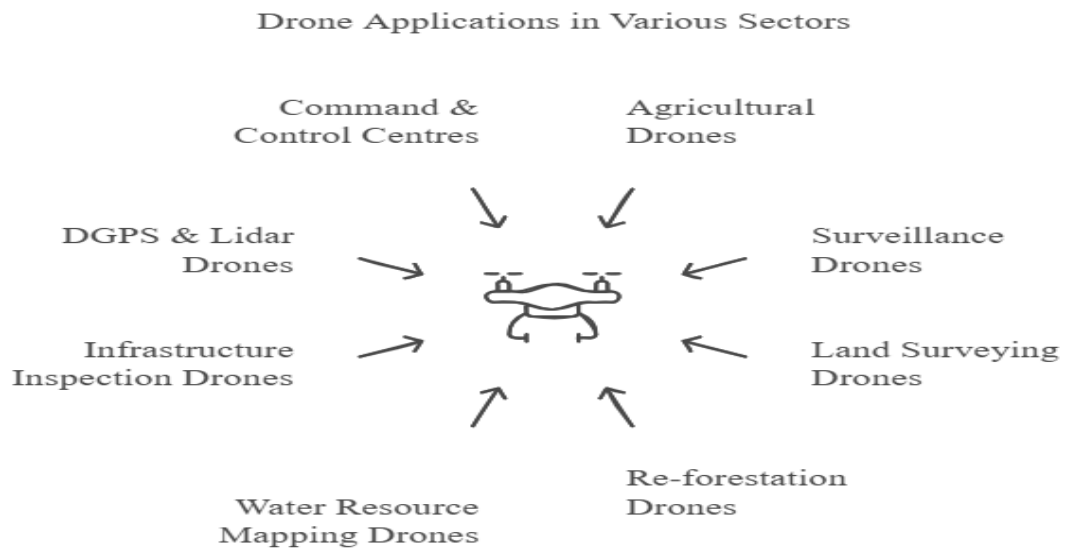 Drone Applications in Various Sectors
Command &
Control Centres
Agricultural
Drones
DGPS & Lidar
Drones
Surveillance
Drones
Infrastructure
Inspection Drones
Land Surveying
Drones
Water Resource
Mapping Drones
Re-forestation
Drones